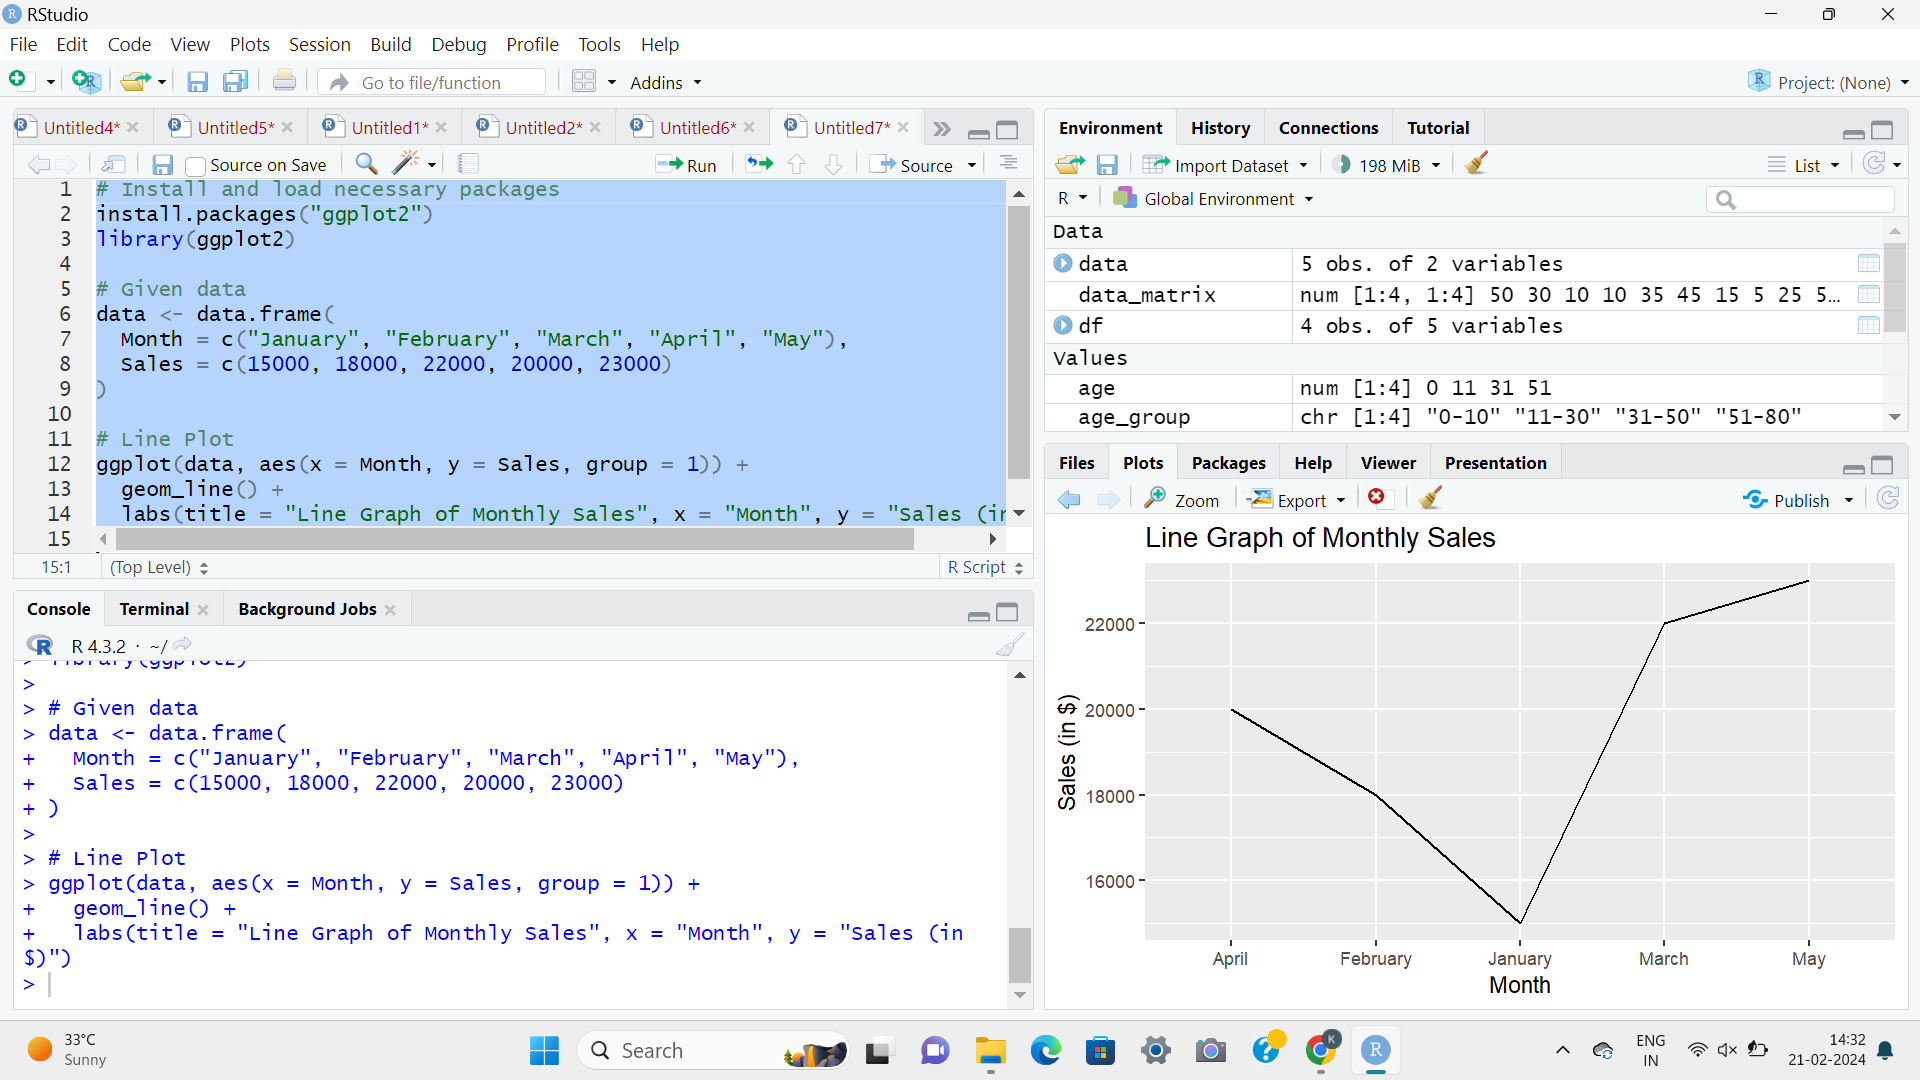 RStudio
File Edit Code View Plots Session Build Debug Profile Tools Help
Go to file/function Addins Project: (None)
Untitled4* Untitled5* Untitled1* Untitled2* Untitled6* Untitled7*
Source on Save Run Source
1 # Install and load necessary packages
2 install.packages("ggplot2")
3 library(ggplot2)
4
5 # Given data
6 data <- data.frame(
7 Month = c("January", "February", "March", "April", "May"),
8 Sales = c(15000, 18000, 22000, 20000, 23000)
9 )
10
11 # Line Plot
12 ggplot(data, aes(x = Month, y = Sales, group = 1)) +
13 geom_line() +
14 labs(title = "Line Graph of Monthly Sales", x = "Month", y = "Sales (in
15
15:1 (Top Level) R Script
Console Terminal Background Jobs
R 4.3.2 · ~/
> library(ggplot2)
>
> # Given data
> data <- data.frame(
+ Month = c("January", "February", "March", "April", "May"),
+ Sales = c(15000, 18000, 22000, 20000, 23000)
+ )
>
> # Line Plot
> ggplot(data, aes(x = Month, y = Sales, group = 1)) +
+ geom_line() +
+ labs(title = "Line Graph of Monthly Sales", x = "Month", y = "Sales (in
$)")
>
Environment History Connections Tutorial
Import Dataset 198 MiB List
R Global Environment
Data
data 5 obs. of 2 variables
data_matrix num [1:4, 1:4] 50 30 10 10 35 45 15 5 25 5...
df 4 obs. of 5 variables
Values
age num [1:4] 0 11 31 51
age_group chr [1:4] "0-10" "11-30" "31-50" "51-80"
Files Plots Packages Help Viewer Presentation
Zoom Export Publish
Line Graph of Monthly Sales
Sales (in $)
22000
20000
18000
16000
April February January March May
Month
33°C
Sunny
Search
K
R
ENG
IN
14:32
21-02-2024